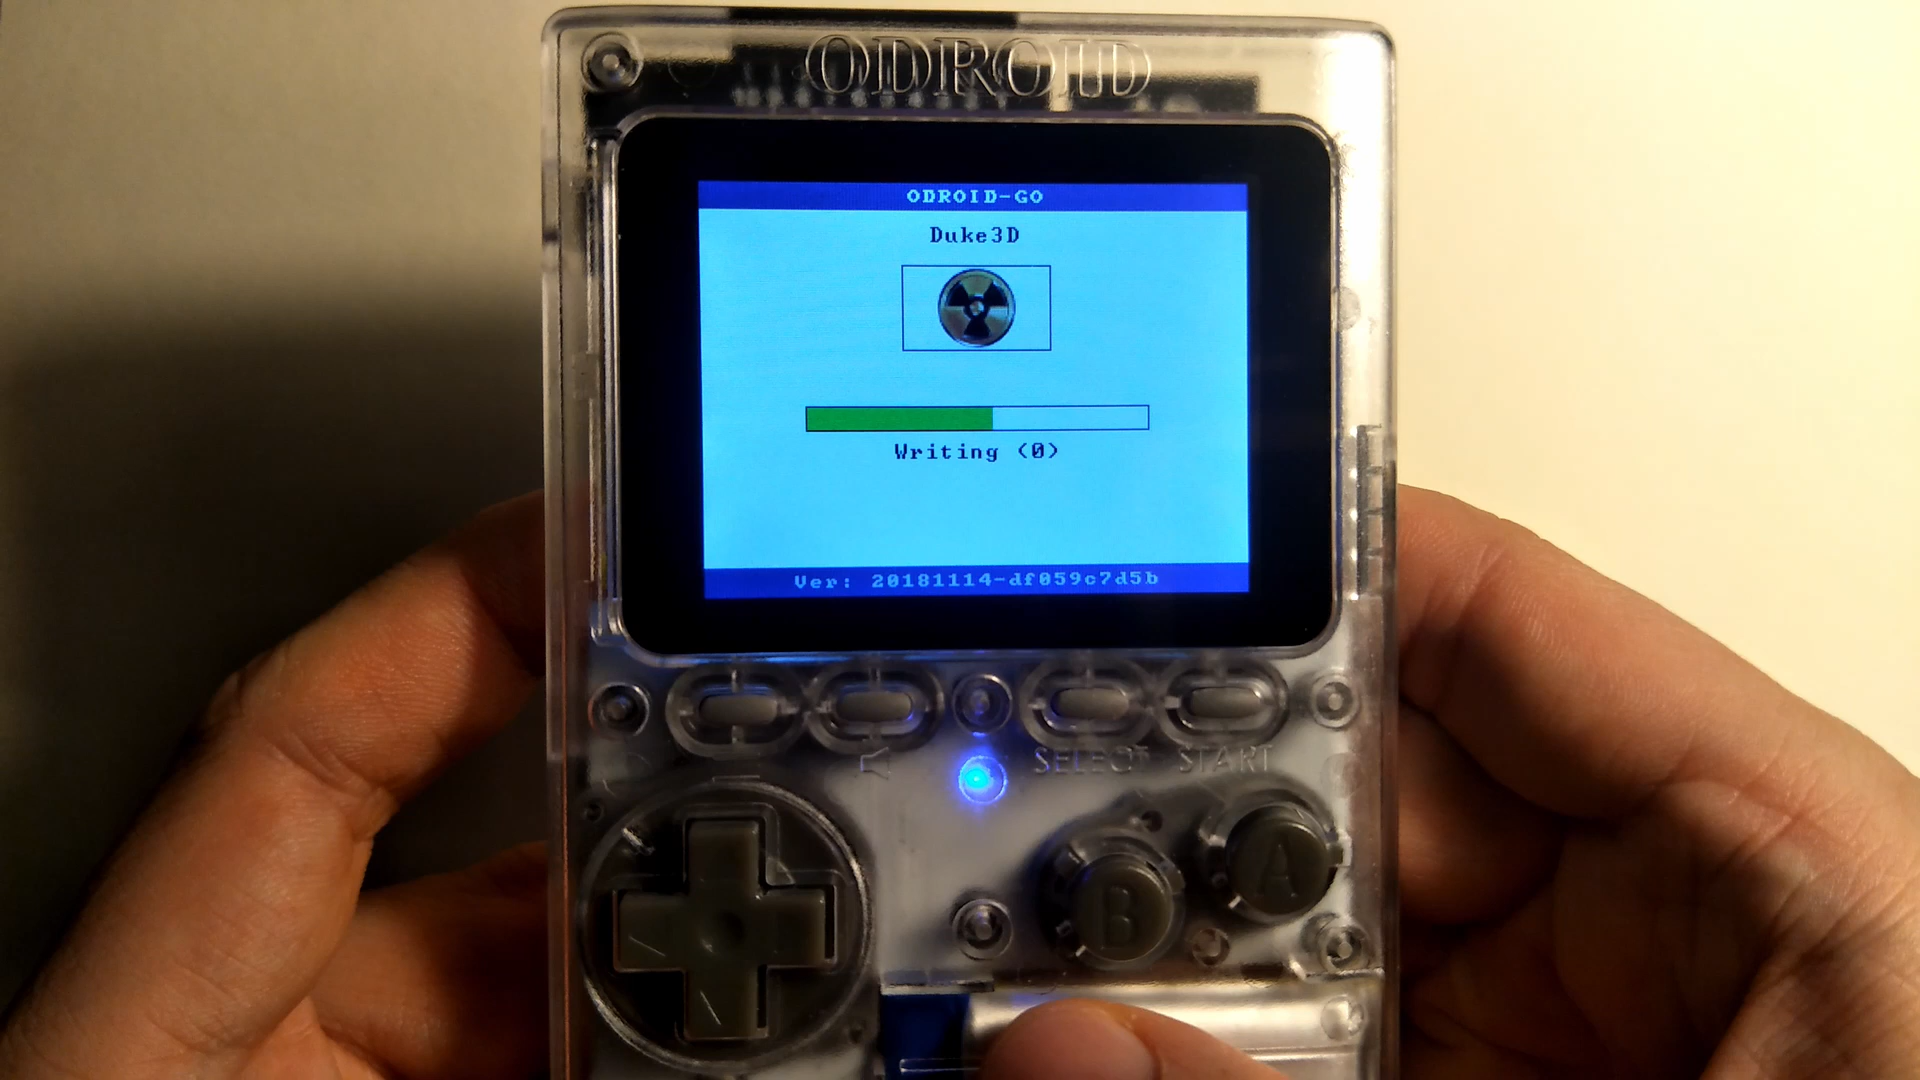 ODROID
ODROID-GO
Duke3D
Writing (0)
Ver: 20181114-df059c7d5b
SELECT START
A
B